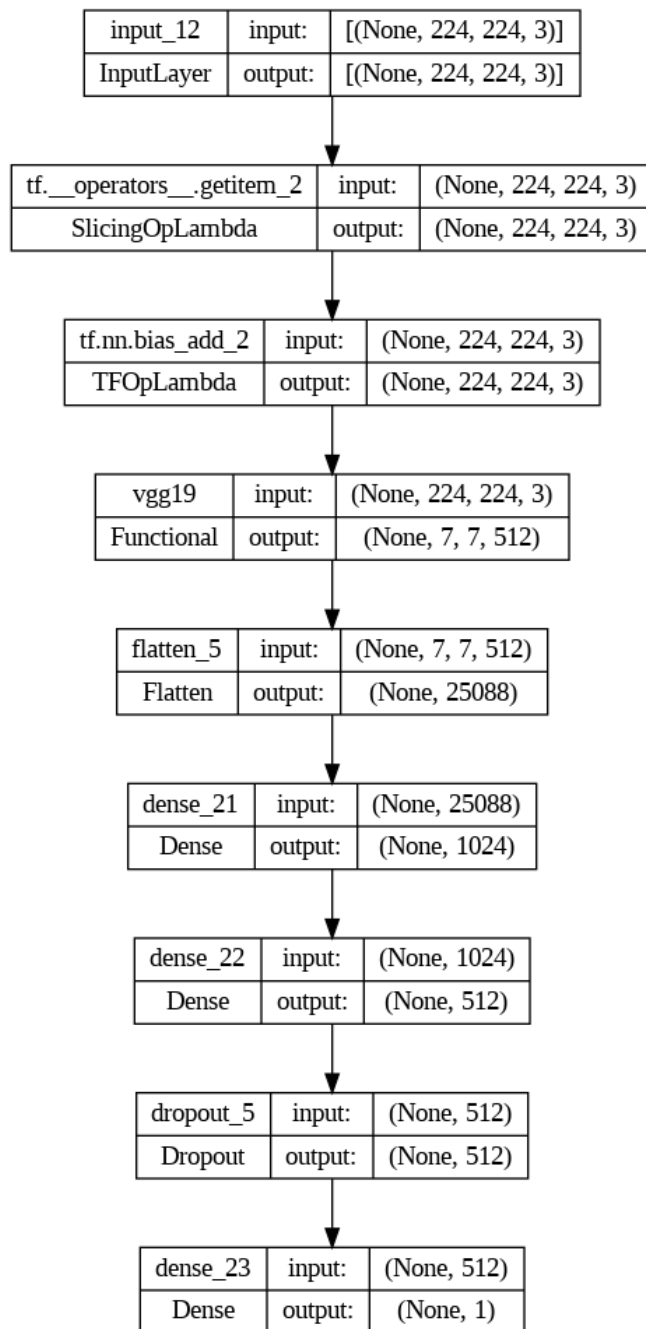 input_12 input: [(None, 224, 224, 3)]
InputLayer output: [(None, 224, 224, 3)]
tf.__operators__.getitem_2 input: (None, 224, 224, 3)
SlicingOpLambda output: (None, 224, 224, 3)
tf.nn.bias_add_2 input: (None, 224, 224, 3)
TFOpLambda output: (None, 224, 224, 3)
vgg19 input: (None, 224, 224, 3)
Functional output: (None, 7, 7, 512)
flatten_5 input: (None, 7, 7, 512)
Flatten output: (None, 25088)
dense_21 input: (None, 25088)
Dense output: (None, 1024)
dense_22 input: (None, 1024)
Dense output: (None, 512)
dropout_5 input: (None, 512)
Dropout output: (None, 512)
dense_23 input: (None, 512)
Dense output: (None, 1)